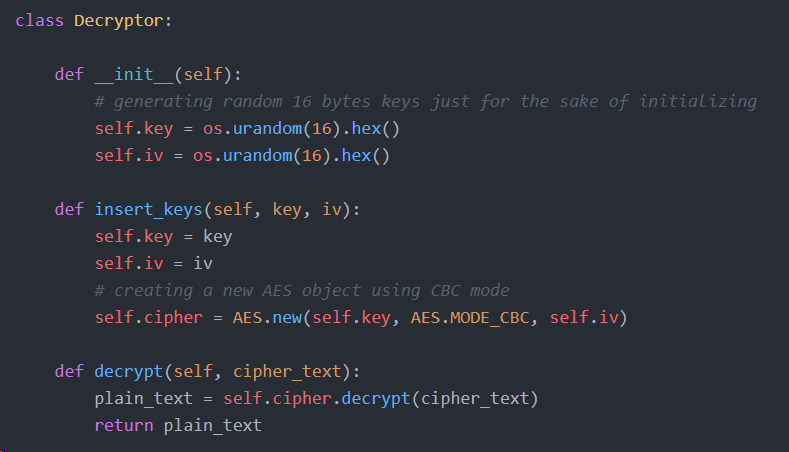 class Decryptor:
def __init__(self):
# generating random 16 bytes keys just for the sake of initializing
self.key = os.urandom(16).hex()
self.iv = os.urandom(16).hex()
def insert_keys(self, key, iv):
self.key = key
self.iv = iv
# creating a new AES object using CBC mode
self.cipher = AES.new(self.key, AES.MODE_CBC, self.iv)
def decrypt(self, cipher_text):
plain_text = self.cipher.decrypt(cipher_text)
return plain_text